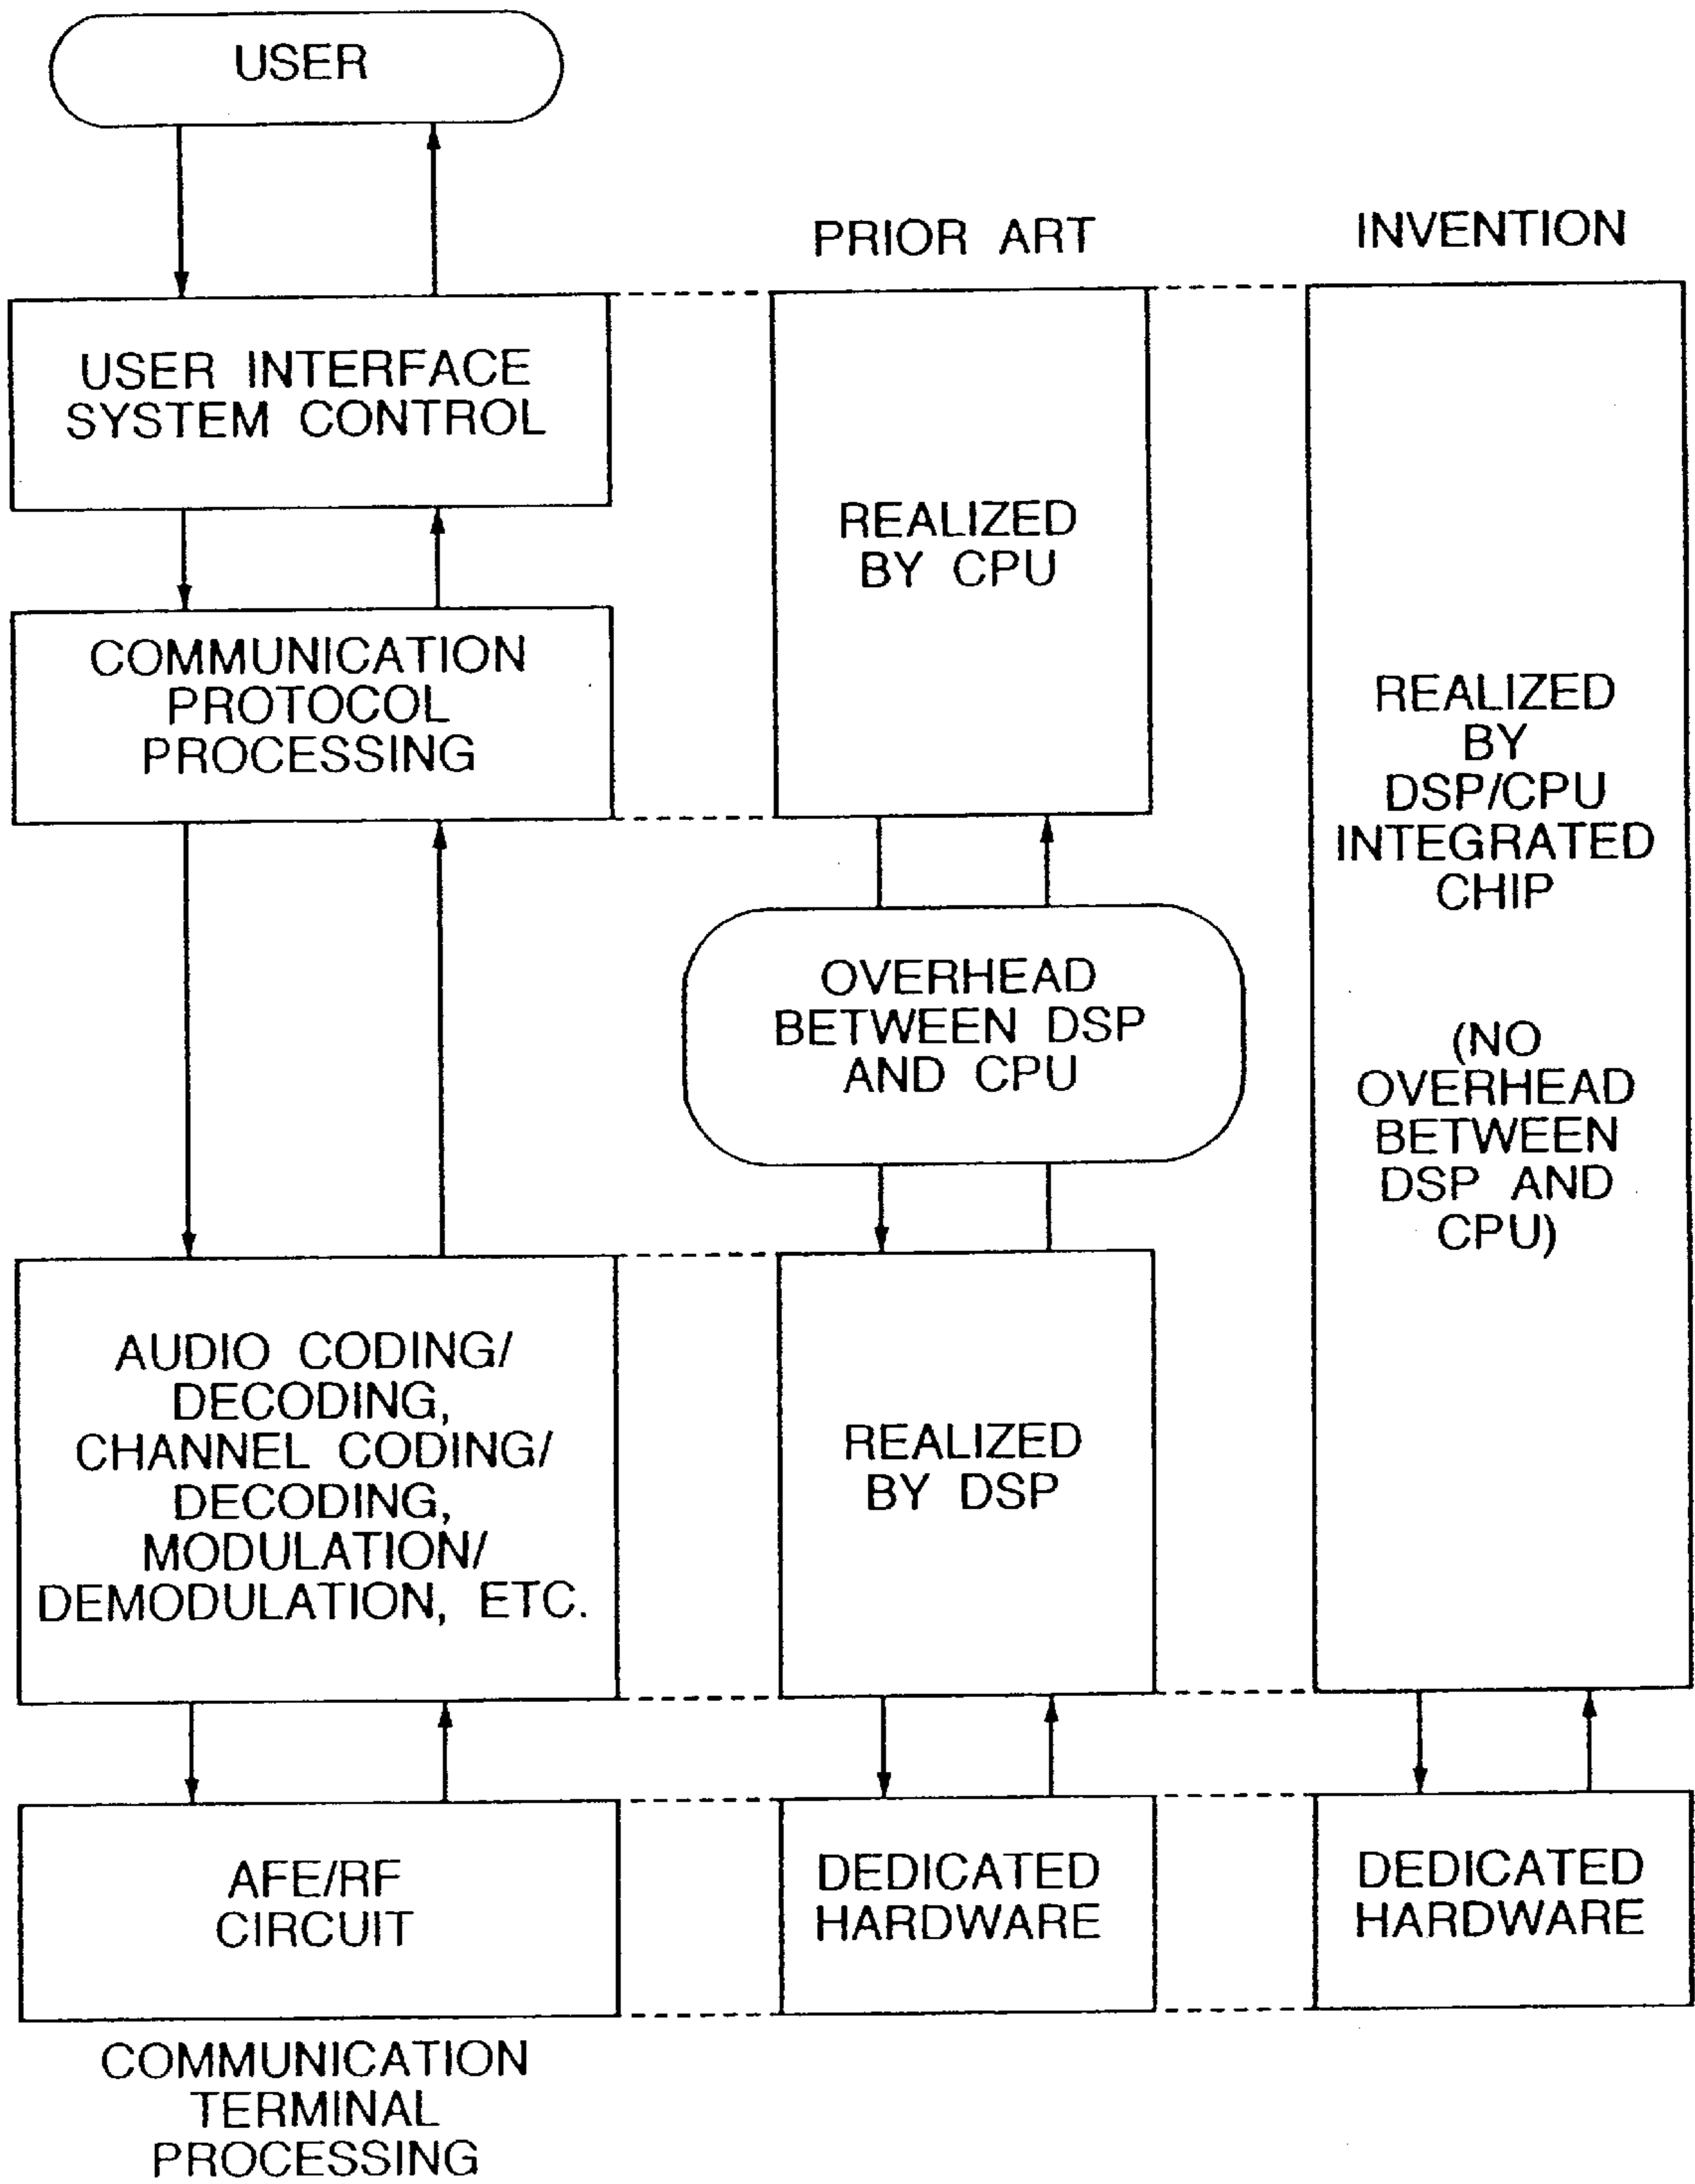 USER
PRIOR ART
INVENTION
USER INTERFACE
SYSTEM CONTROL
COMMUNICATION
PROTOCOL
PROCESSING
AUDIO CODING/
DECODING,
CHANNEL CODING/
DECODING,
MODULATION/
DEMODULATION, ETC.
AFE/RF
CIRCUIT
COMMUNICATION
TERMINAL
PROCESSING
REALIZED
BY CPU
OVERHEAD
BETWEEN DSP
AND CPU
REALIZED
BY DSP
DEDICATED
HARDWARE
REALIZED
BY
DSP/CPU
INTEGRATED
CHIP
(NO
OVERHEAD
BETWEEN
DSP AND
CPU)
DEDICATED
HARDWARE